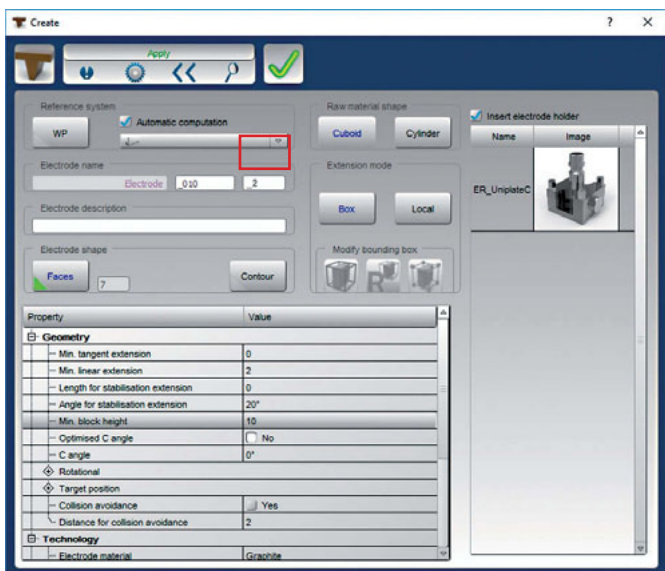 Create
Apply
Reference system
WP
Automatic computation
Electrode name
Electrode
_010
_2
Electrode description
Electrode shape
Faces
7
Contour
Raw material shape
Cuboid
Cylinder
Extension mode
Box
Local
Modify bounding box
R
Insert electrode holder
Name Image
ER_UniplateC
Property Value
Geometry
Min. tangent extension 0
Min. linear extension 2
Length for stabilisation extension 0
Angle for stabilisation extension 20°
Min. block height 10
Optimised C angle No
C angle 0°
Rotational
Target position
Collision avoidance Yes
Distance for collision avoidance 2
Technology
Electrode material Graphite